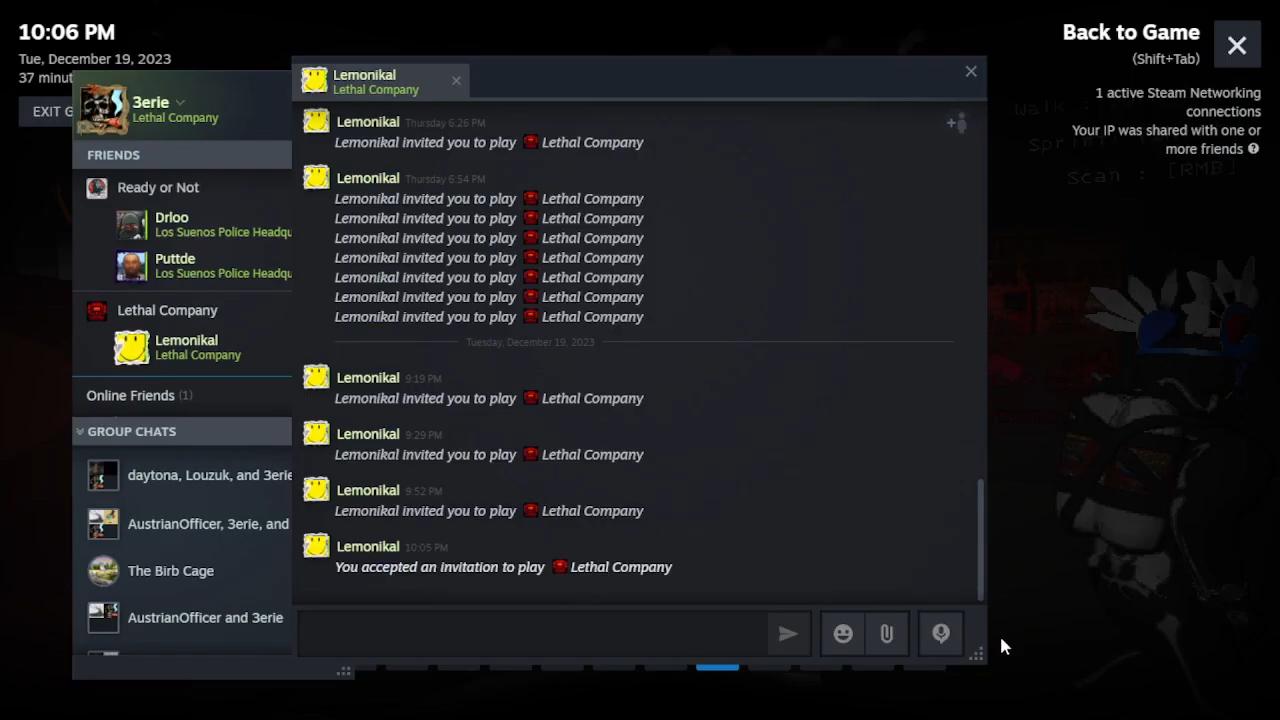 10:06 PM
Tue, December 19, 2023
37 minut
EXIT G
Back to Game
(Shift+Tab)
1 active Steam Networking
connections
Your IP was shared with one or
more friends
Walk :
Scan : [RMB]
3erie
Lethal Company
FRIENDS
Ready or Not
Drloo
Los Suenos Police Headqu
Puttde
Los Suenos Police Headqu
Lethal Company
Lemonikal
Lethal Company
Online Friends (1)
GROUP CHATS
daytona, Louzuk, and 3erie
AustrianOfficer, 3erie, and
The Birb Cage
AustrianOfficer and 3erie
Lemonikal
Lethal Company
Lemonikal Thursday 6:26 PM
Lemonikal invited you to play Lethal Company
Lemonikal Thursday 6:54 PM
Lemonikal invited you to play Lethal Company
Lemonikal invited you to play Lethal Company
Lemonikal invited you to play Lethal Company
Lemonikal invited you to play Lethal Company
Lemonikal invited you to play Lethal Company
Lemonikal invited you to play Lethal Company
Lemonikal invited you to play Lethal Company
Tuesday, December 19, 2023
Lemonikal 9:19 PM
Lemonikal invited you to play Lethal Company
Lemonikal 9:29 PM
Lemonikal invited you to play Lethal Company
Lemonikal 9:52 PM
Lemonikal invited you to play Lethal Company
Lemonikal 10:05 PM
You accepted an invitation to play Lethal Company